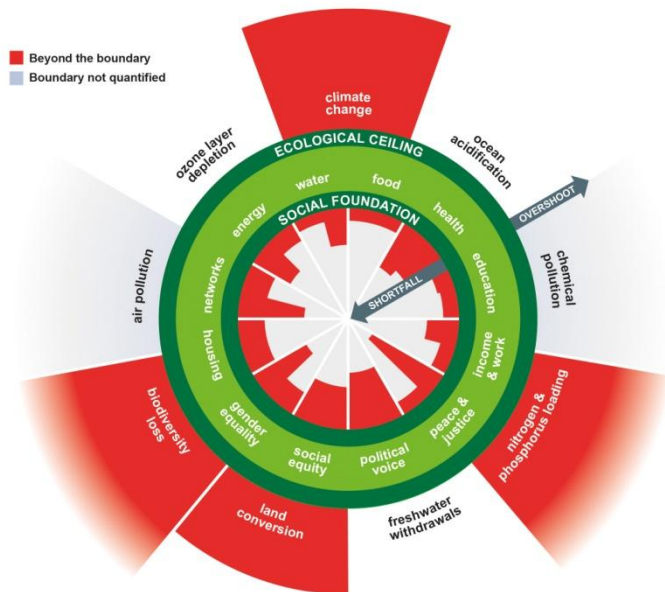 Beyond the boundary
Boundary not quantified
climate
change
ozone layer
depletion
ECOLOGICAL CEILING
ocean
acidification
water
food
energy
SOCIAL FOUNDATION
health
OVERSHOOT
networks
education
air pollution
SHORTFALL
chemical
pollution
housing
income
& work
biodiversity
loss
gender
equality
peace &
justice
nitrogen &
phosphorus loading
social
equity
political
voice
land
conversion
freshwater
withdrawals